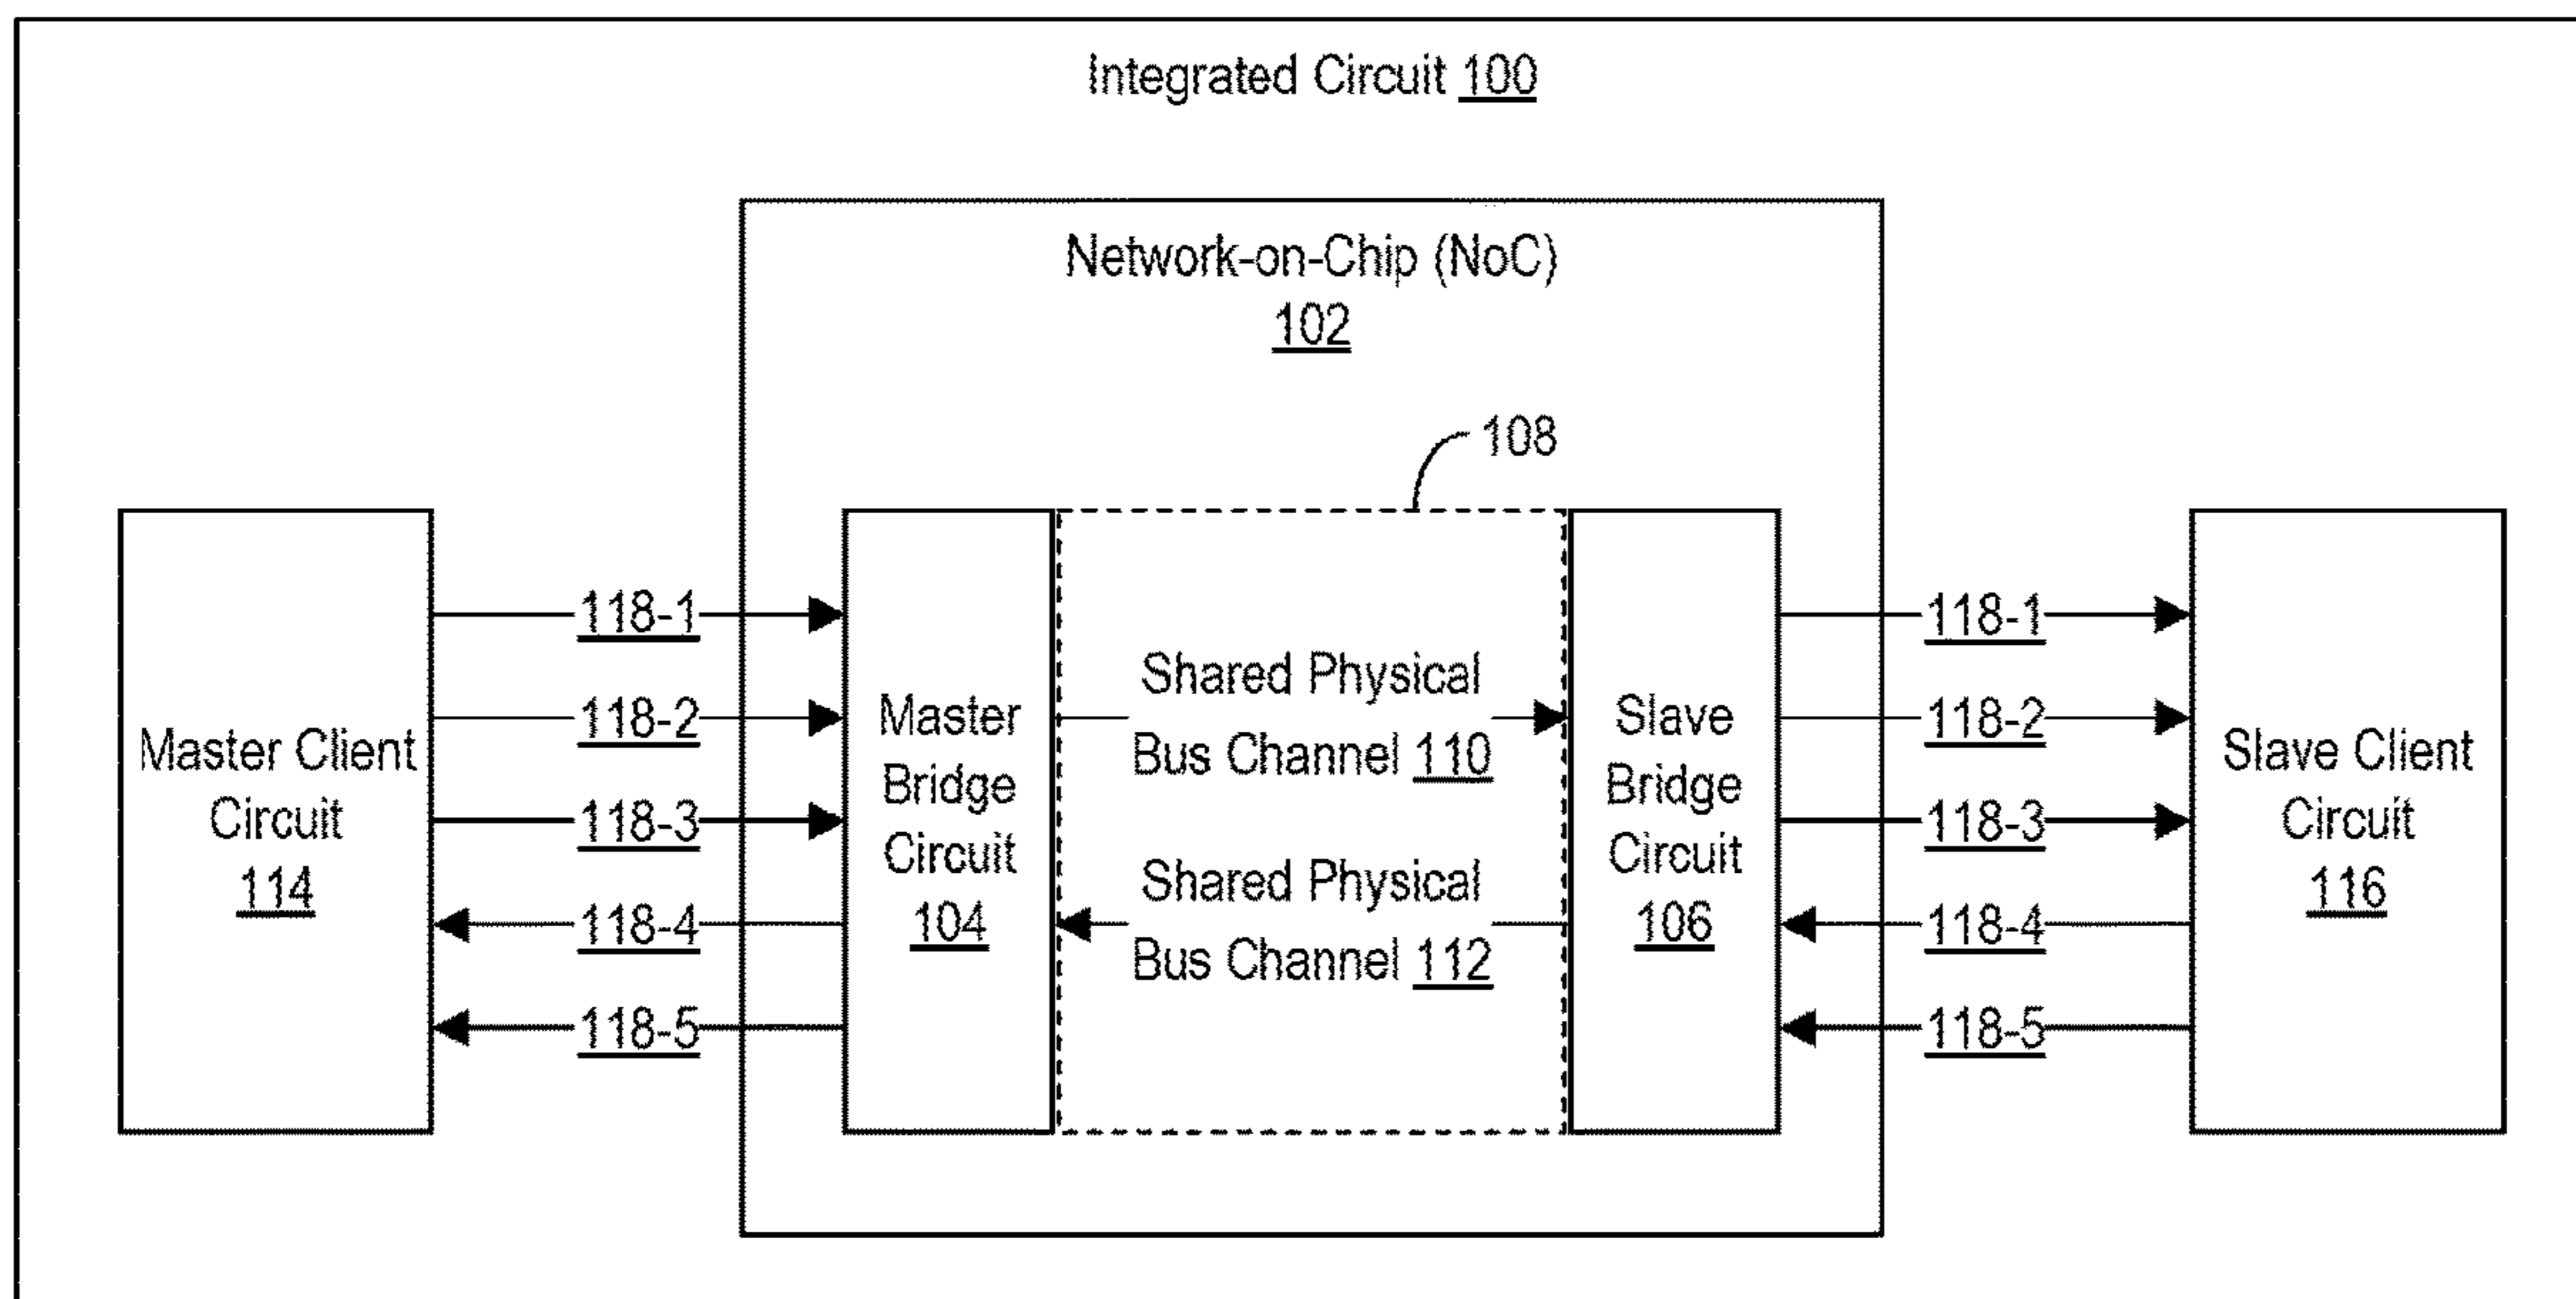 Integrated Circuit 100
Network-on-Chip (NoC)
102
108
Master Client
Circuit
114
118-1
118-2
118-3
118-4
118-5
Master
Bridge
Circuit
104
Shared Physical
Bus Channel 110
Shared Physical
Bus Channel 112
Slave
Bridge
Circuit
106
118-1
118-2
118-3
118-4
118-5
Slave Client
Circuit
116